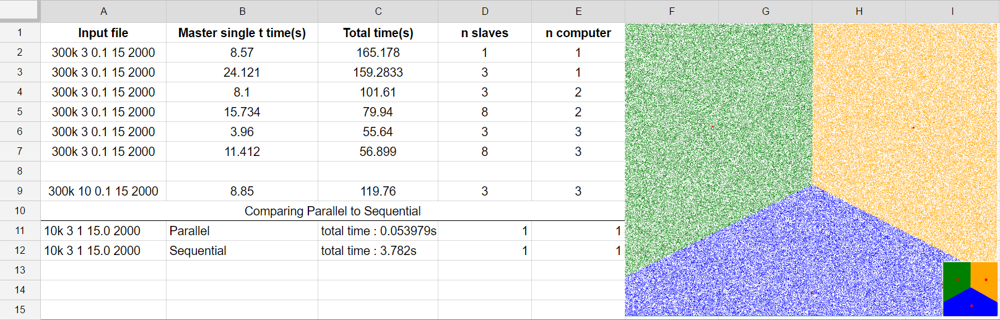 A B C D E F G H I
1 Input file Master single t time(s) Total time(s) n slaves n computer
2 300k 3 0.1 15 2000 8.57 165.178 1 1
3 300k 3 0.1 15 2000 24.121 159.2833 3 1
4 300k 3 0.1 15 2000 8.1 101.61 3 2
5 300k 3 0.1 15 2000 15.734 79.94 8 2
6 300k 3 0.1 15 2000 3.96 55.64 3 3
7 300k 3 0.1 15 2000 11.412 56.899 8 3
8
9 300k 10 0.1 15 2000 8.85 119.76 3 3
10 Comparing Parallel to Sequential
11 10k 3 1 15.0 2000 Parallel total time : 0.053979s 1 1
12 10k 3 1 15.0 2000 Sequential total time : 3.782s 1 1
13
14
15